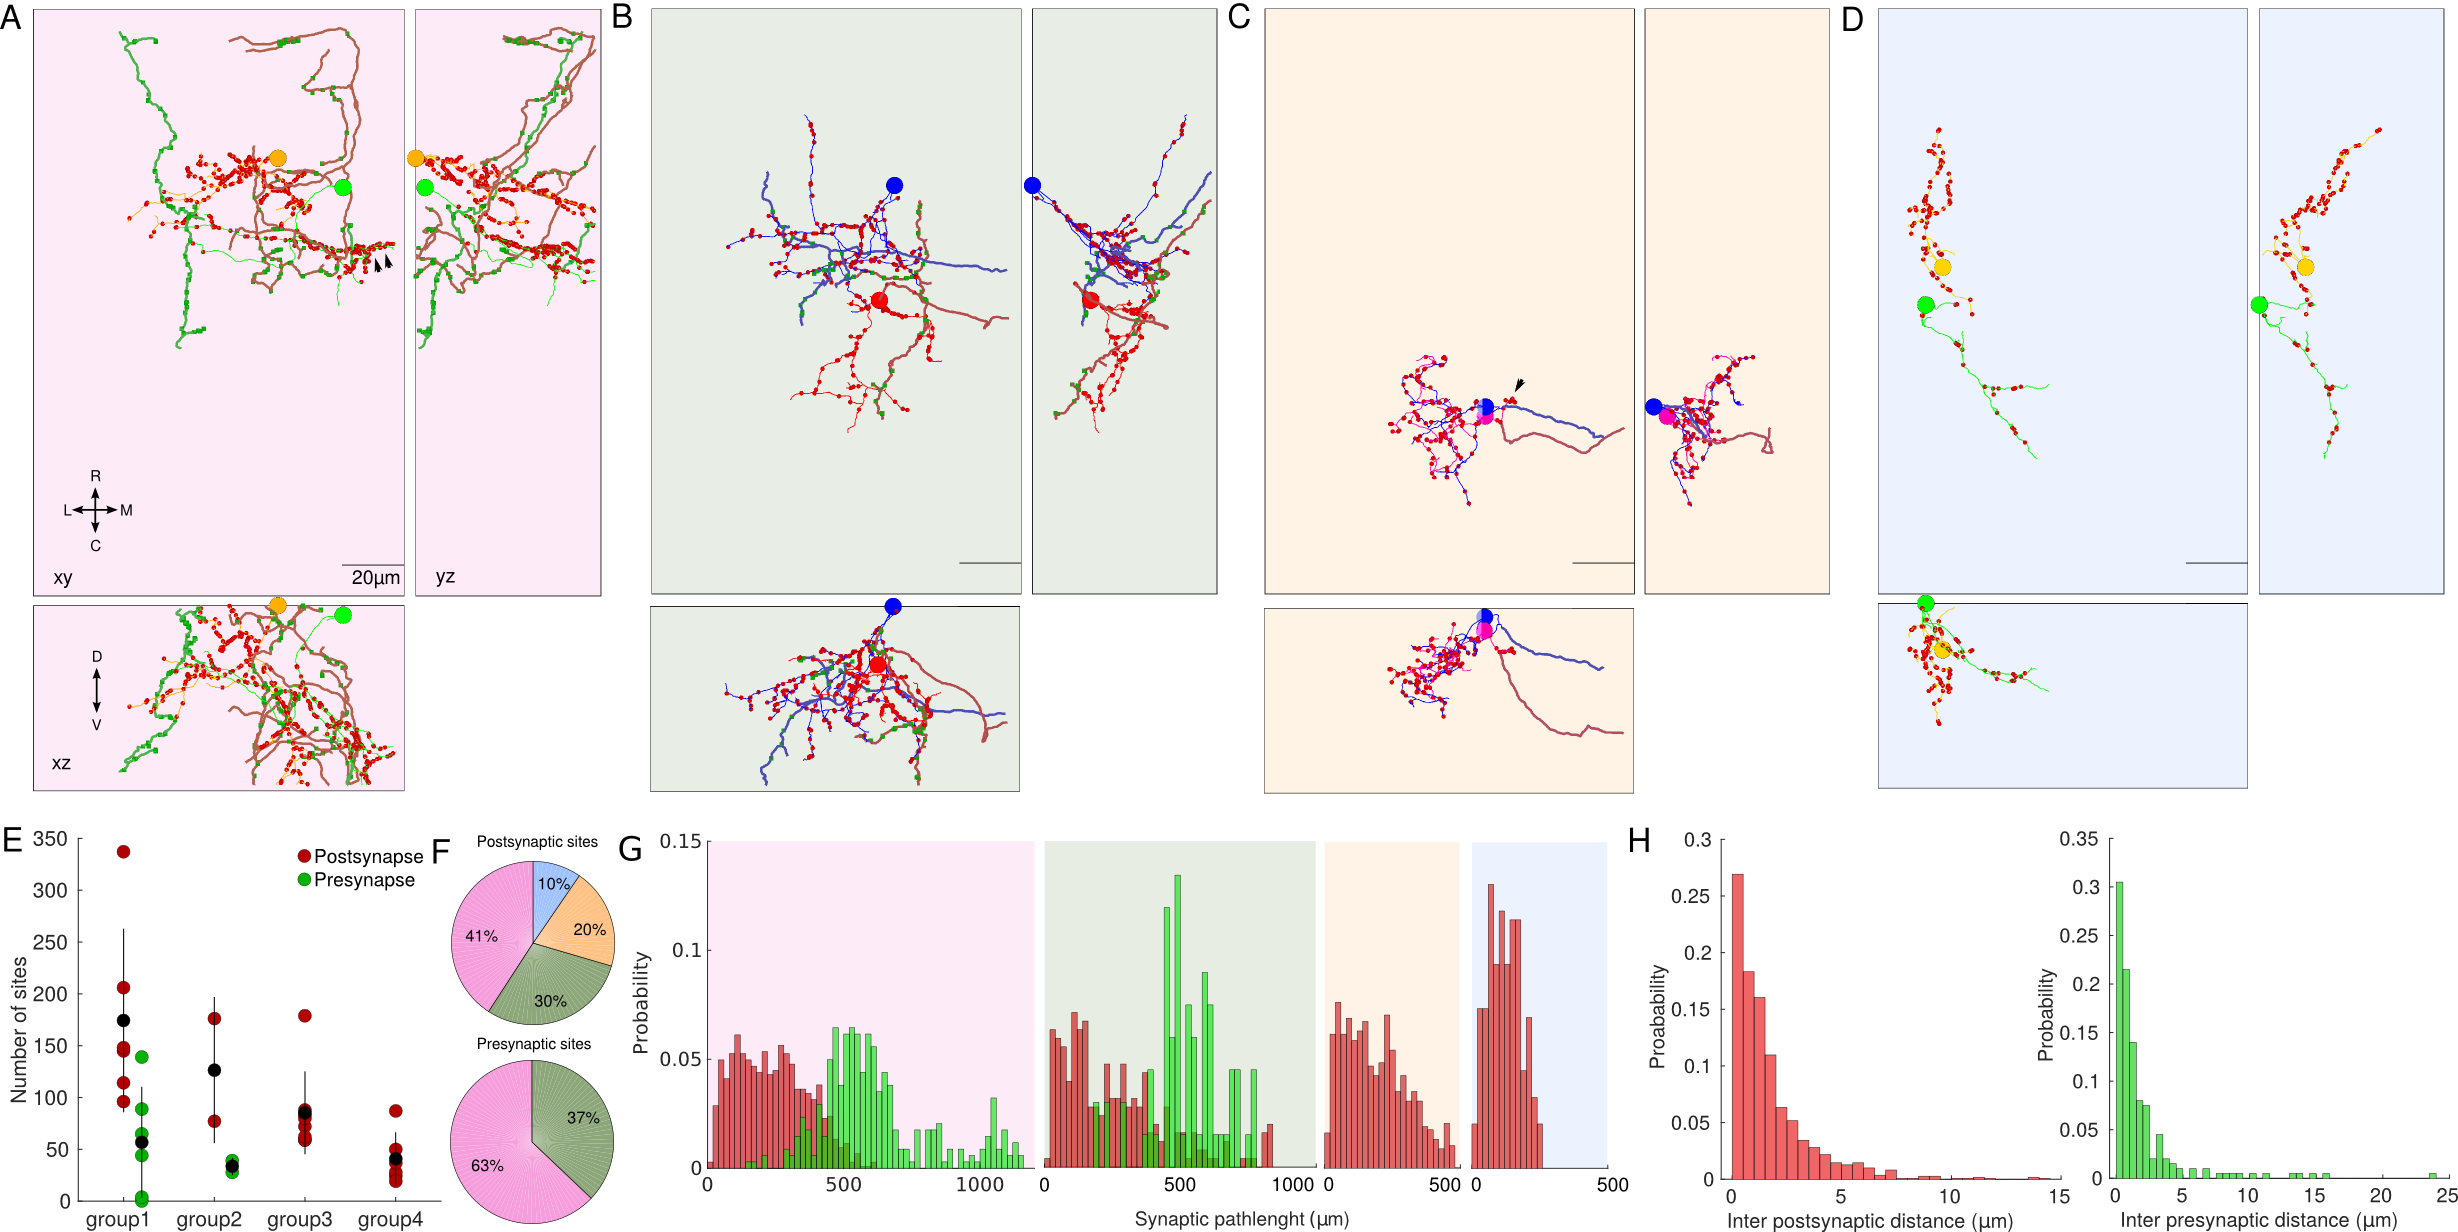 A
B
C
D
R
L M
C
20µm
xy
yz
D
V
xz
E
350
300
250
200
150
100
50
0
Number of sites
Postsynapse
Presynapse
group1 group2 group3 group4
F
Postsynaptic sites
10%
20%
30%
41%
Presynaptic sites
37%
63%
G
0.15
0.1
0.05
0
Probability
0 500 1000 0 500 1000 0 500 0 500
Synaptic pathlenght (µm)
H
0.3
0.25
0.2
0.15
0.1
0.05
0
Proabability
0 5 10 15
Inter postsynaptic distance (µm)
0.35
0.3
0.25
0.2
0.15
0.1
0.05
0
Probability
0 5 10 15 20 25
Inter presynaptic distance (µm)